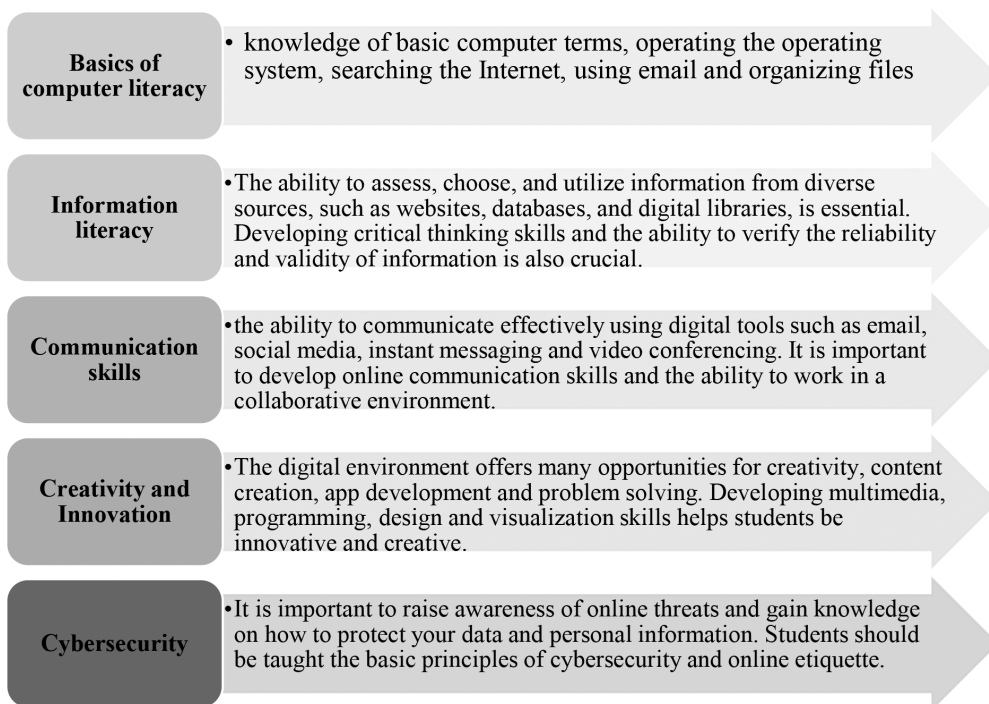 Basics of
computer literacy
• knowledge of basic computer terms, operating the operating
system, searching the Internet, using email and organizing files
Information
literacy
•The ability to assess, choose, and utilize information from diverse
sources, such as websites, databases, and digital libraries, is essential.
Developing critical thinking skills and the ability to verify the reliability
and validity of information is also crucial.
Communication
skills
•the ability to communicate effectively using digital tools such as email,
social media, instant messaging and video conferencing. It is important
to develop online communication skills and the ability to work in a
collaborative environment.
Creativity and
Innovation
•The digital environment offers many opportunities for creativity, content
creation, app development and problem solving. Developing multimedia,
programming, design and visualization skills helps students be
innovative and creative.
Cybersecurity
•It is important to raise awareness of online threats and gain knowledge
on how to protect your data and personal information. Students should
be taught the basic principles of cybersecurity and online etiquette.